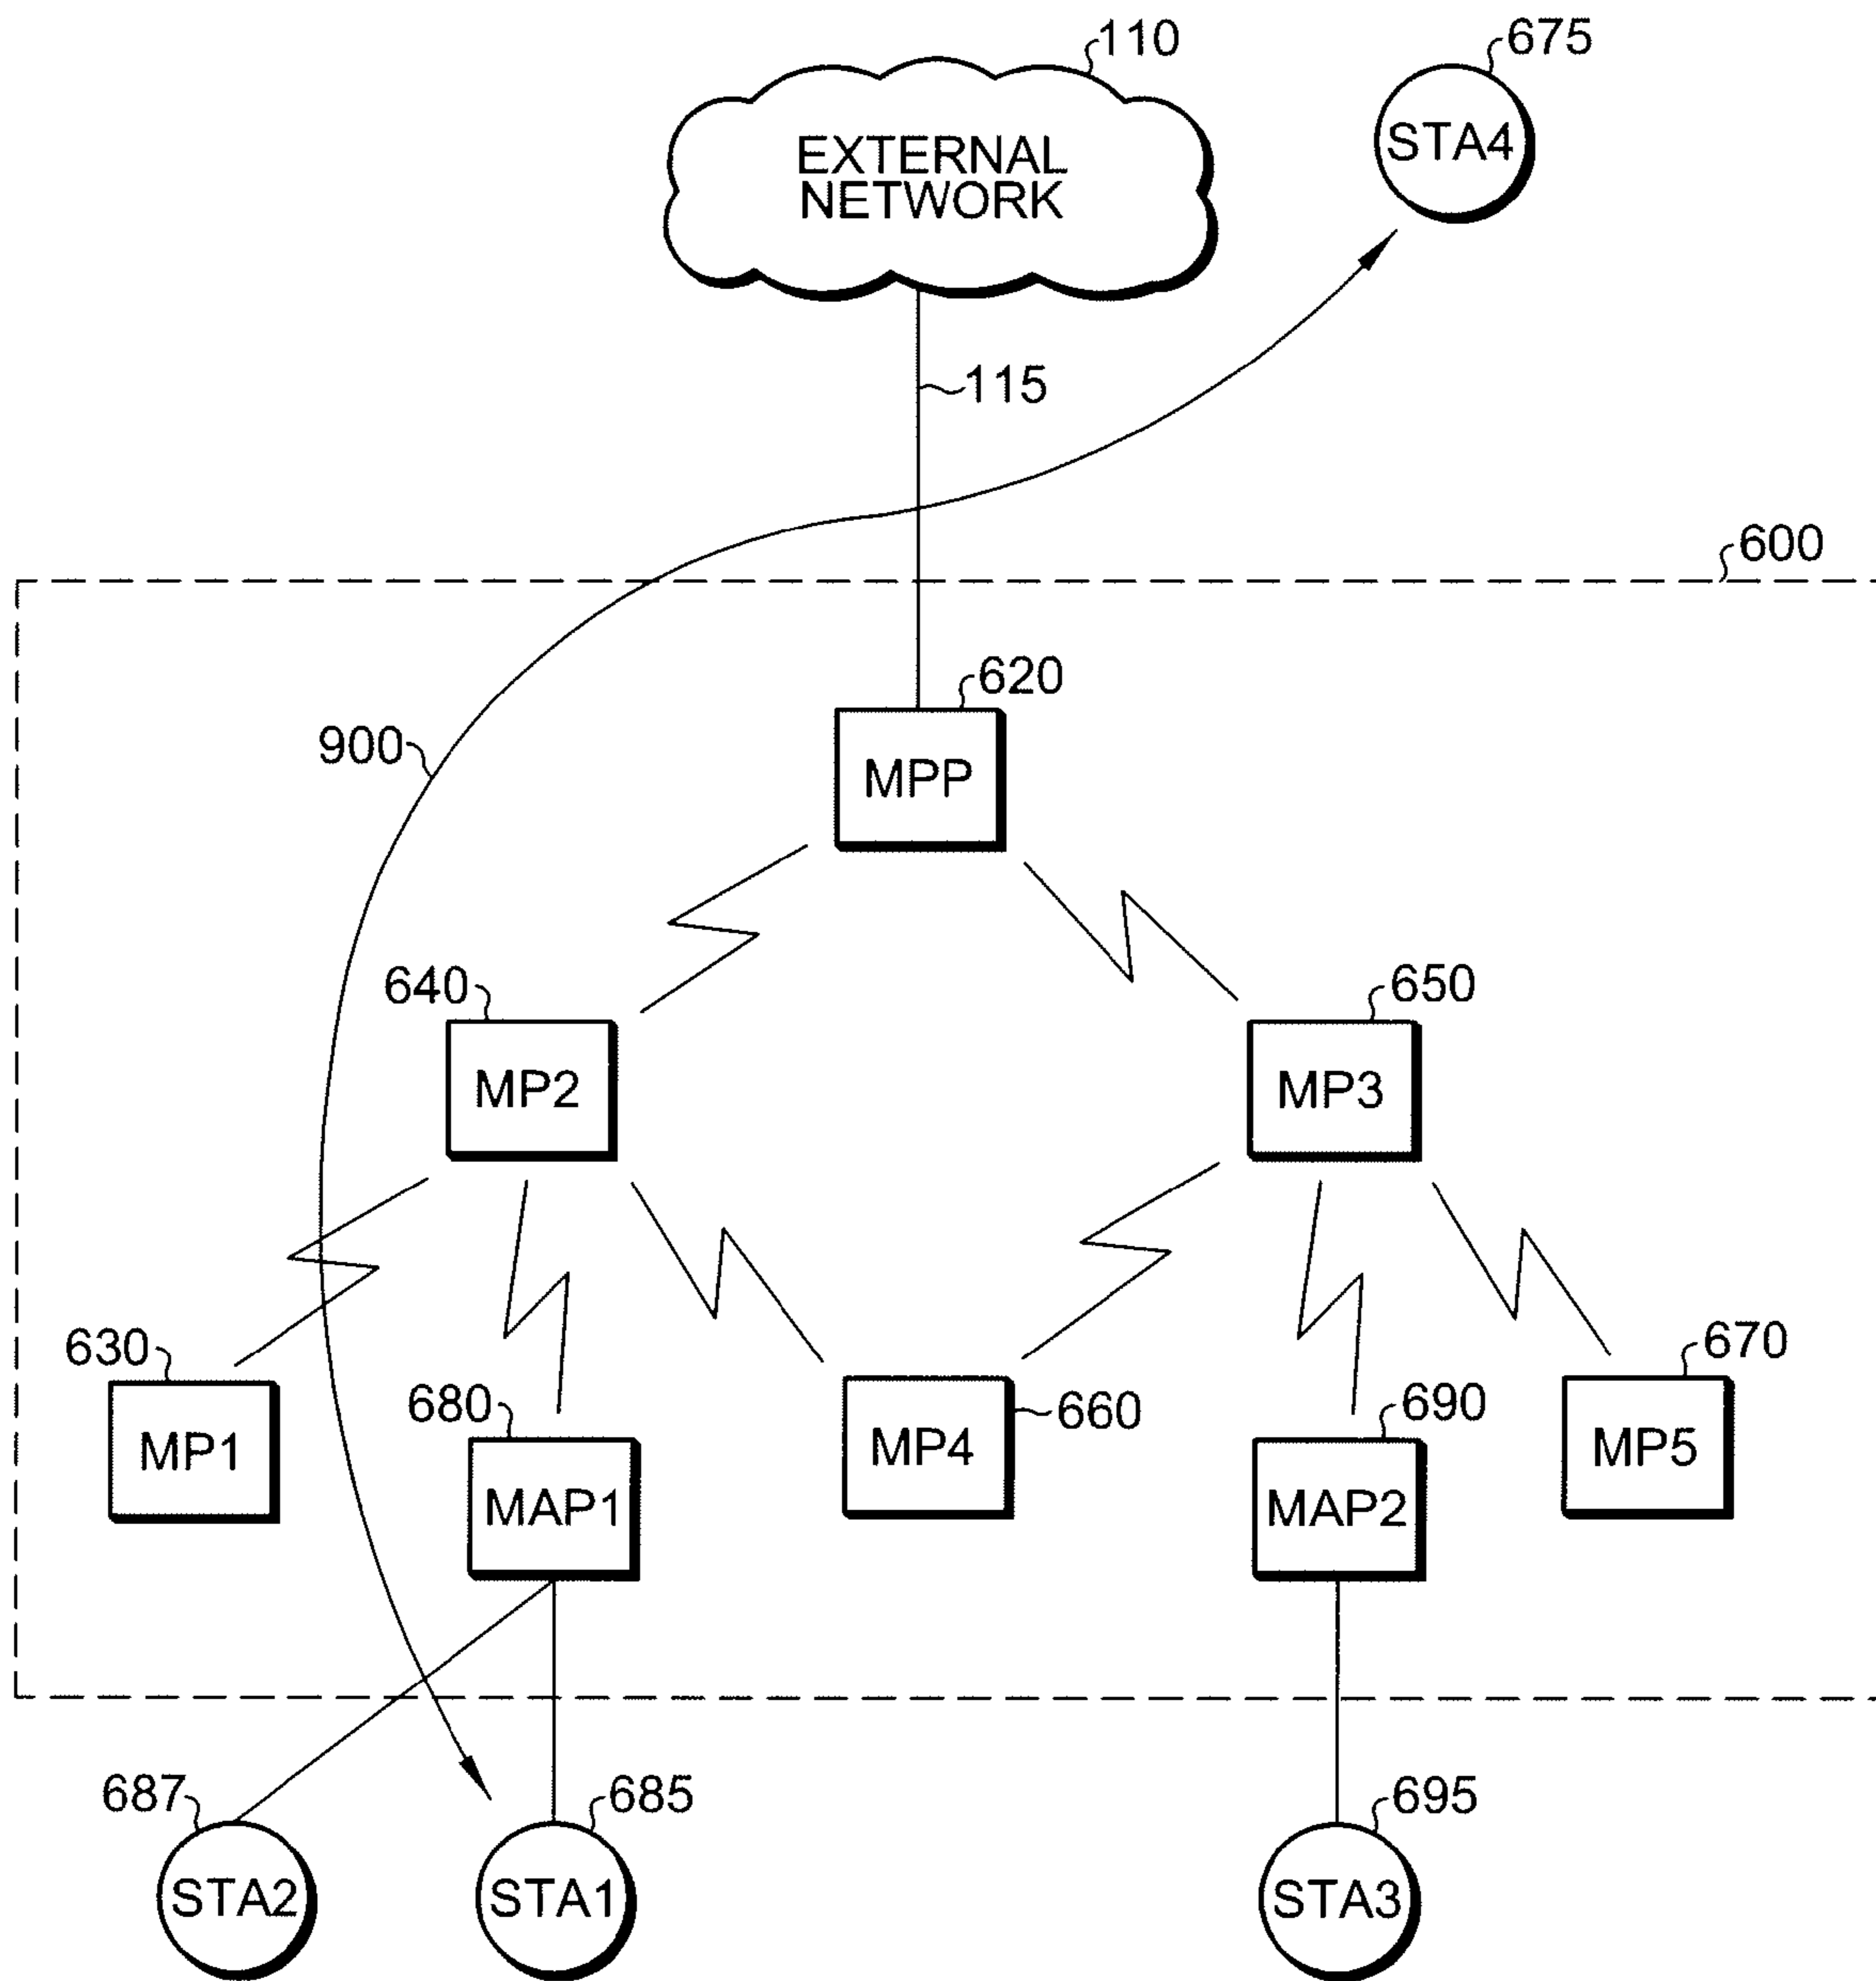 110
675
EXTERNAL
NETWORK
STA4
115
600
620
900
MPP
640
650
MP2
MP3
630
680
660
690
670
MP1
MAP1
MP4
MAP2
MP5
687
685
695
STA2
STA1
STA3